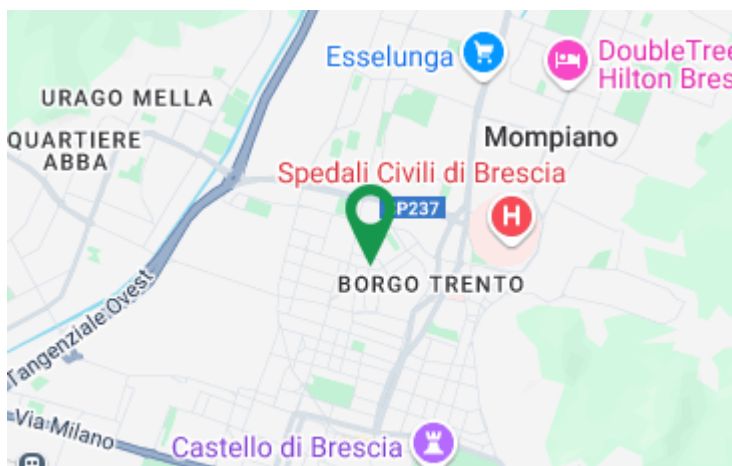 Esselunga
DoubleTree
Hilton Bres
URAGO MELLA
QUARTIERE
ABBA
Mompiano
Spedali Civili di Brescia
P237
H
BORGO TRENTO
Tangenziale Ovest
Via Milano
Castello di Brescia